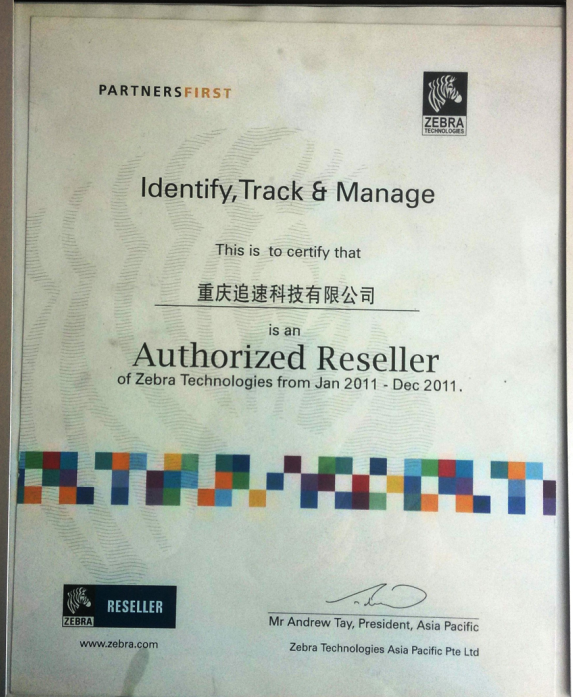 PARTNERSFIRST
ZEBRA
TECHNOLOGIES
Identify,Track & Manage
This is to certify that
重庆追速科技有限公司
is an
Authorized Reseller
of Zebra Technologies from Jan 2011 - Dec 2011.
ZEBRA
RESELLER
www.zebra.com
Mr Andrew Tay, President, Asia Pacific
Zebra Technologies Asia Pacific Pte Ltd